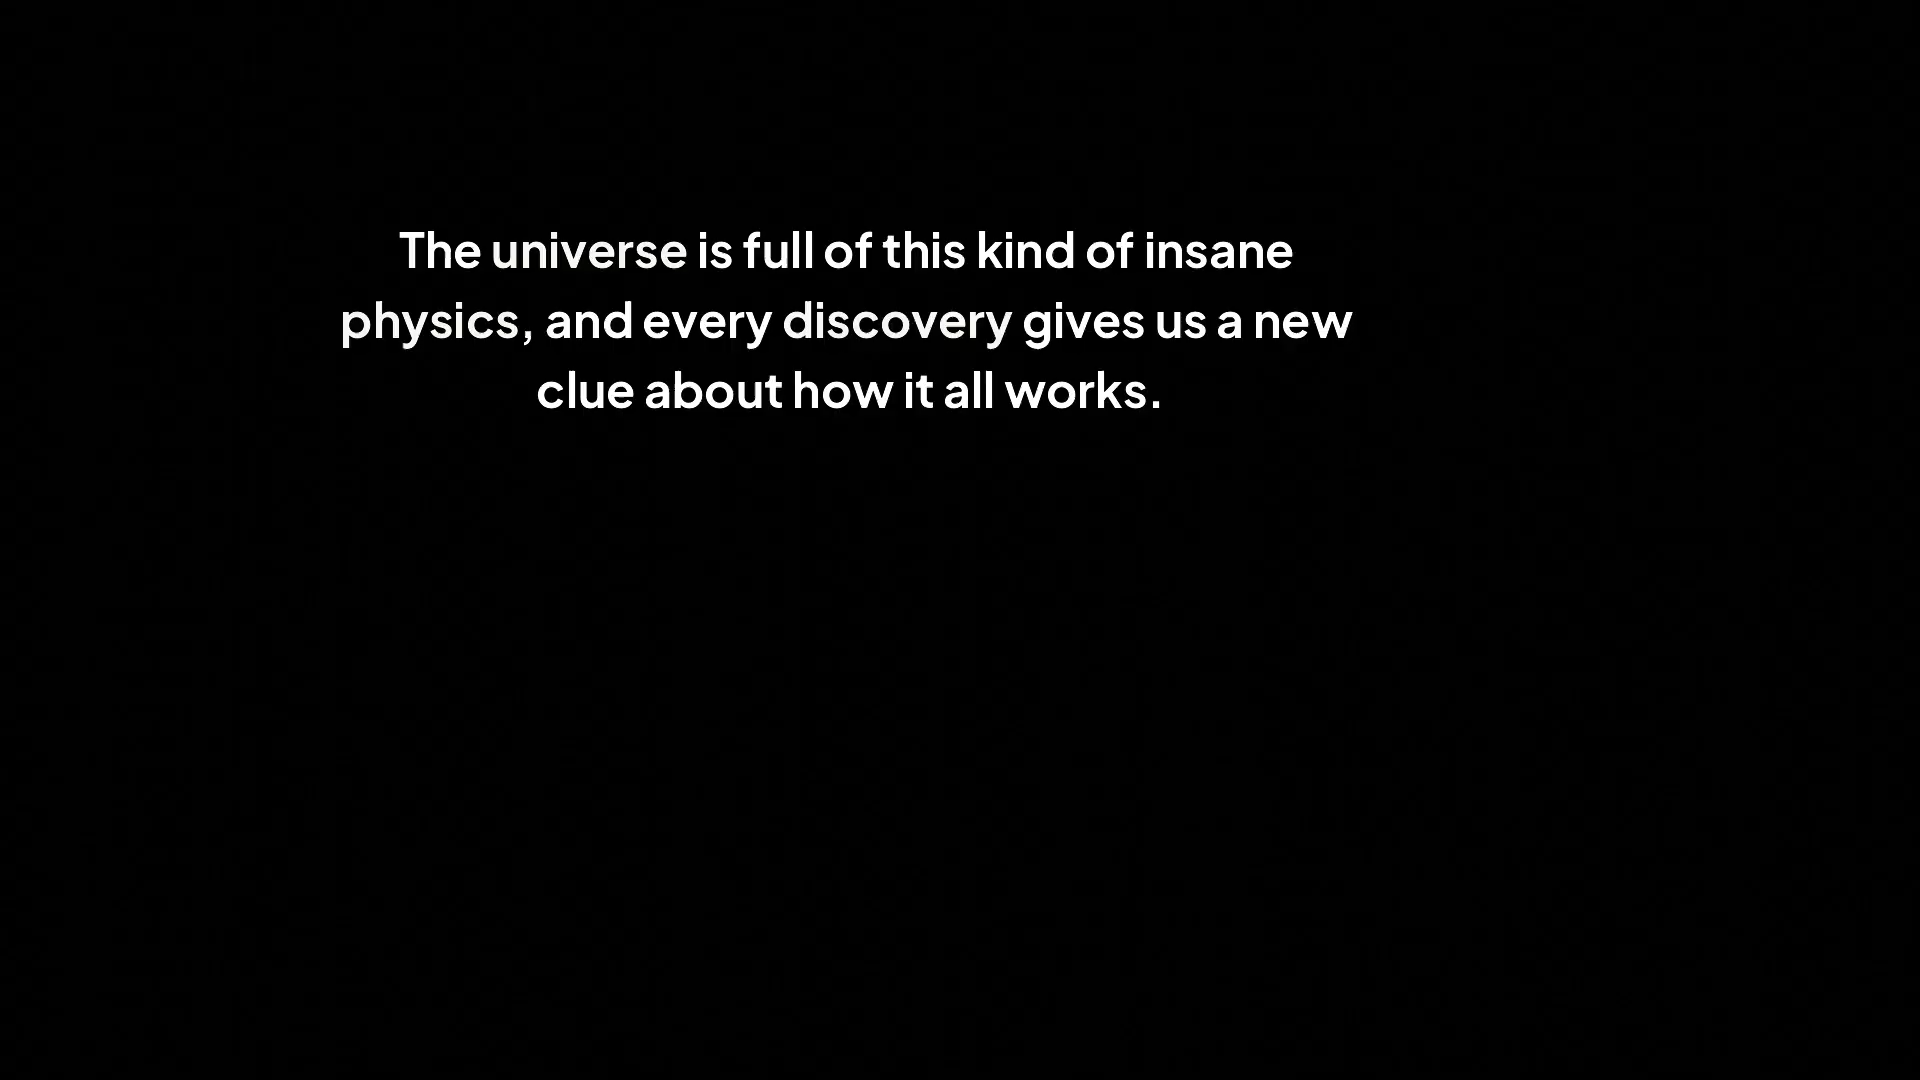 The universe is full of this kind of insane
physics, and every discovery gives us a new
clue about how it all works.